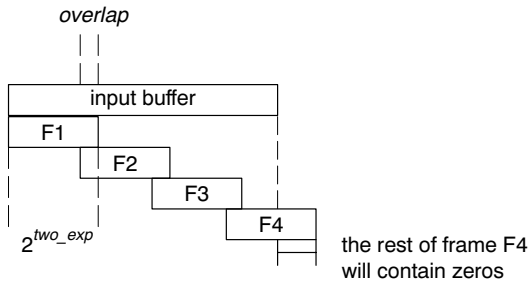 overlap
input buffer
F1
F2
F3
F4
2^two_exp
the rest of frame F4
will contain zeros